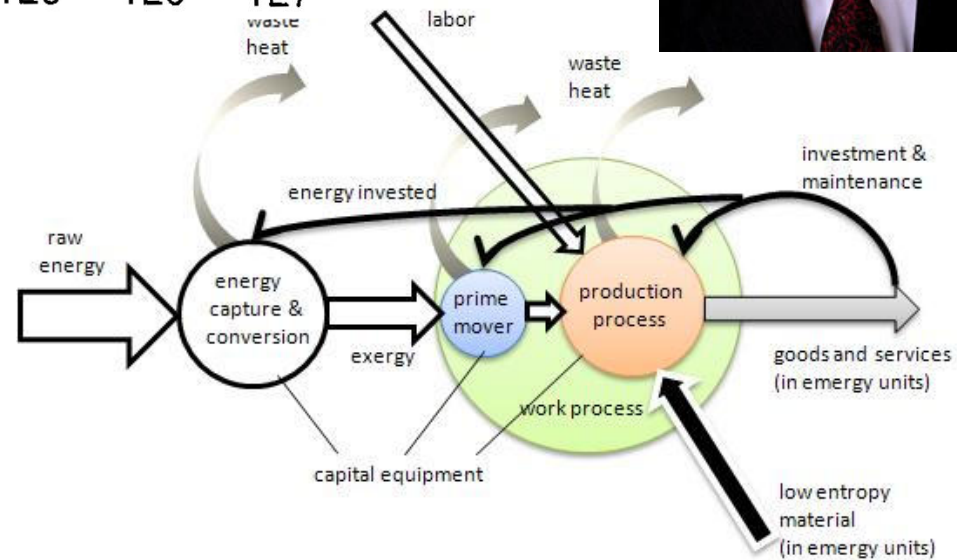 labor
waste
heat
waste
heat
investment &
maintenance
energy invested
raw
energy
energy
capture &
conversion
prime
mover
production
process
exergy
goods and services
(in emergy units)
work process
capital equipment
low entropy
material
(in emergy units)